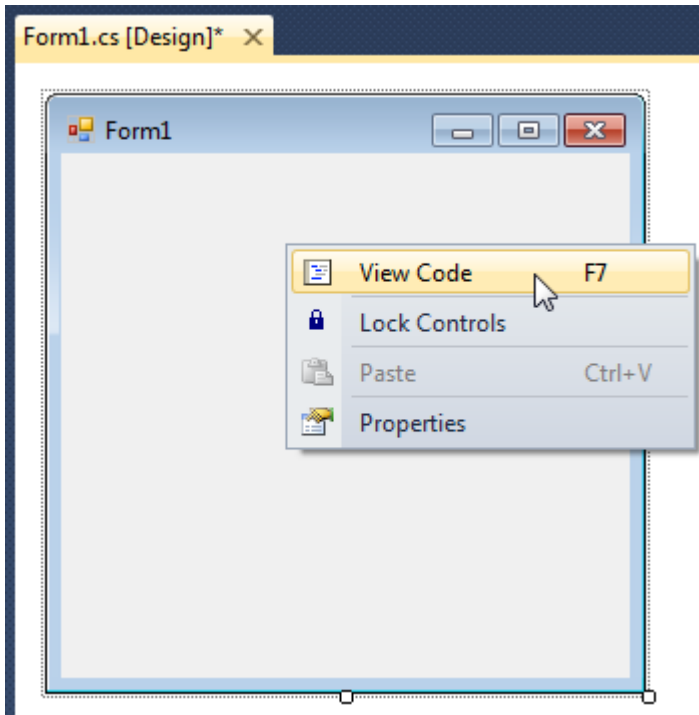 Form1.cs [Design]*
Form1
View Code F7
Lock Controls
Paste Ctrl+V
Properties